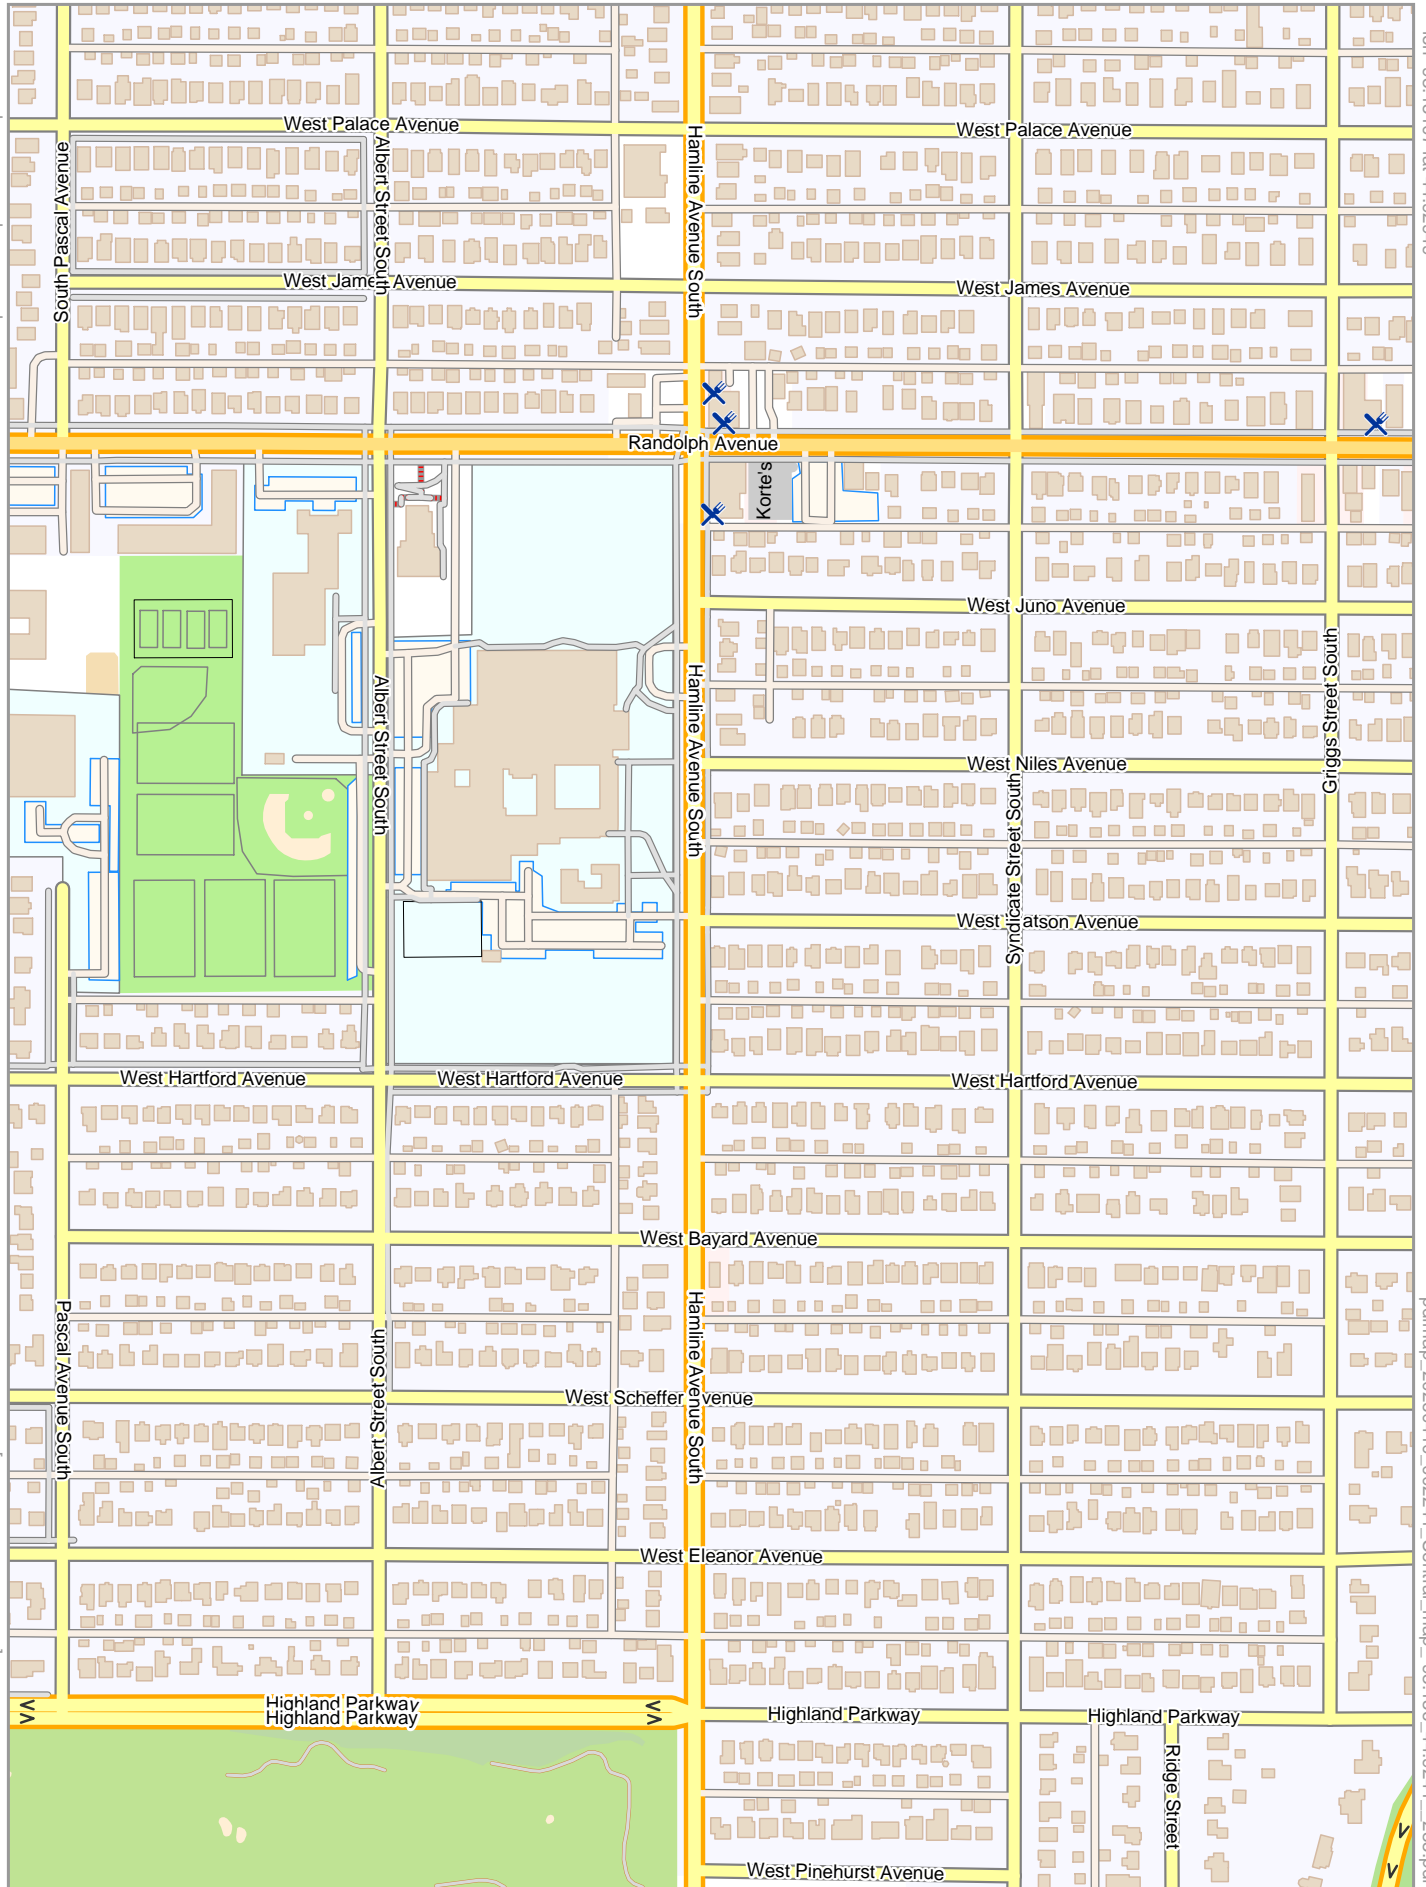 West Palace Avenue
West Palace Avenue
South Pascal Avenue
Albert Street South
Hamline Avenue South
West James Avenue
West James Avenue
Randolph Avenue
Korte's
West Juno Avenue
Griggs Street South
Albert Street South
Hamline Avenue South
West Niles Avenue
Syndicate Street South
West atson Avenue
West Hartford Avenue
West Hartford Avenue
West Hartford Avenue
West Bayard Avenue
Pascal Avenue South
Albert Street South
Hamline Avenue South
West Scheffer Avenue
West Eleanor Avenue
Highland Parkway
Highland Parkway
Highland Parkway
Highland Parkway
Ridge Street
West Pinehurst Avenue